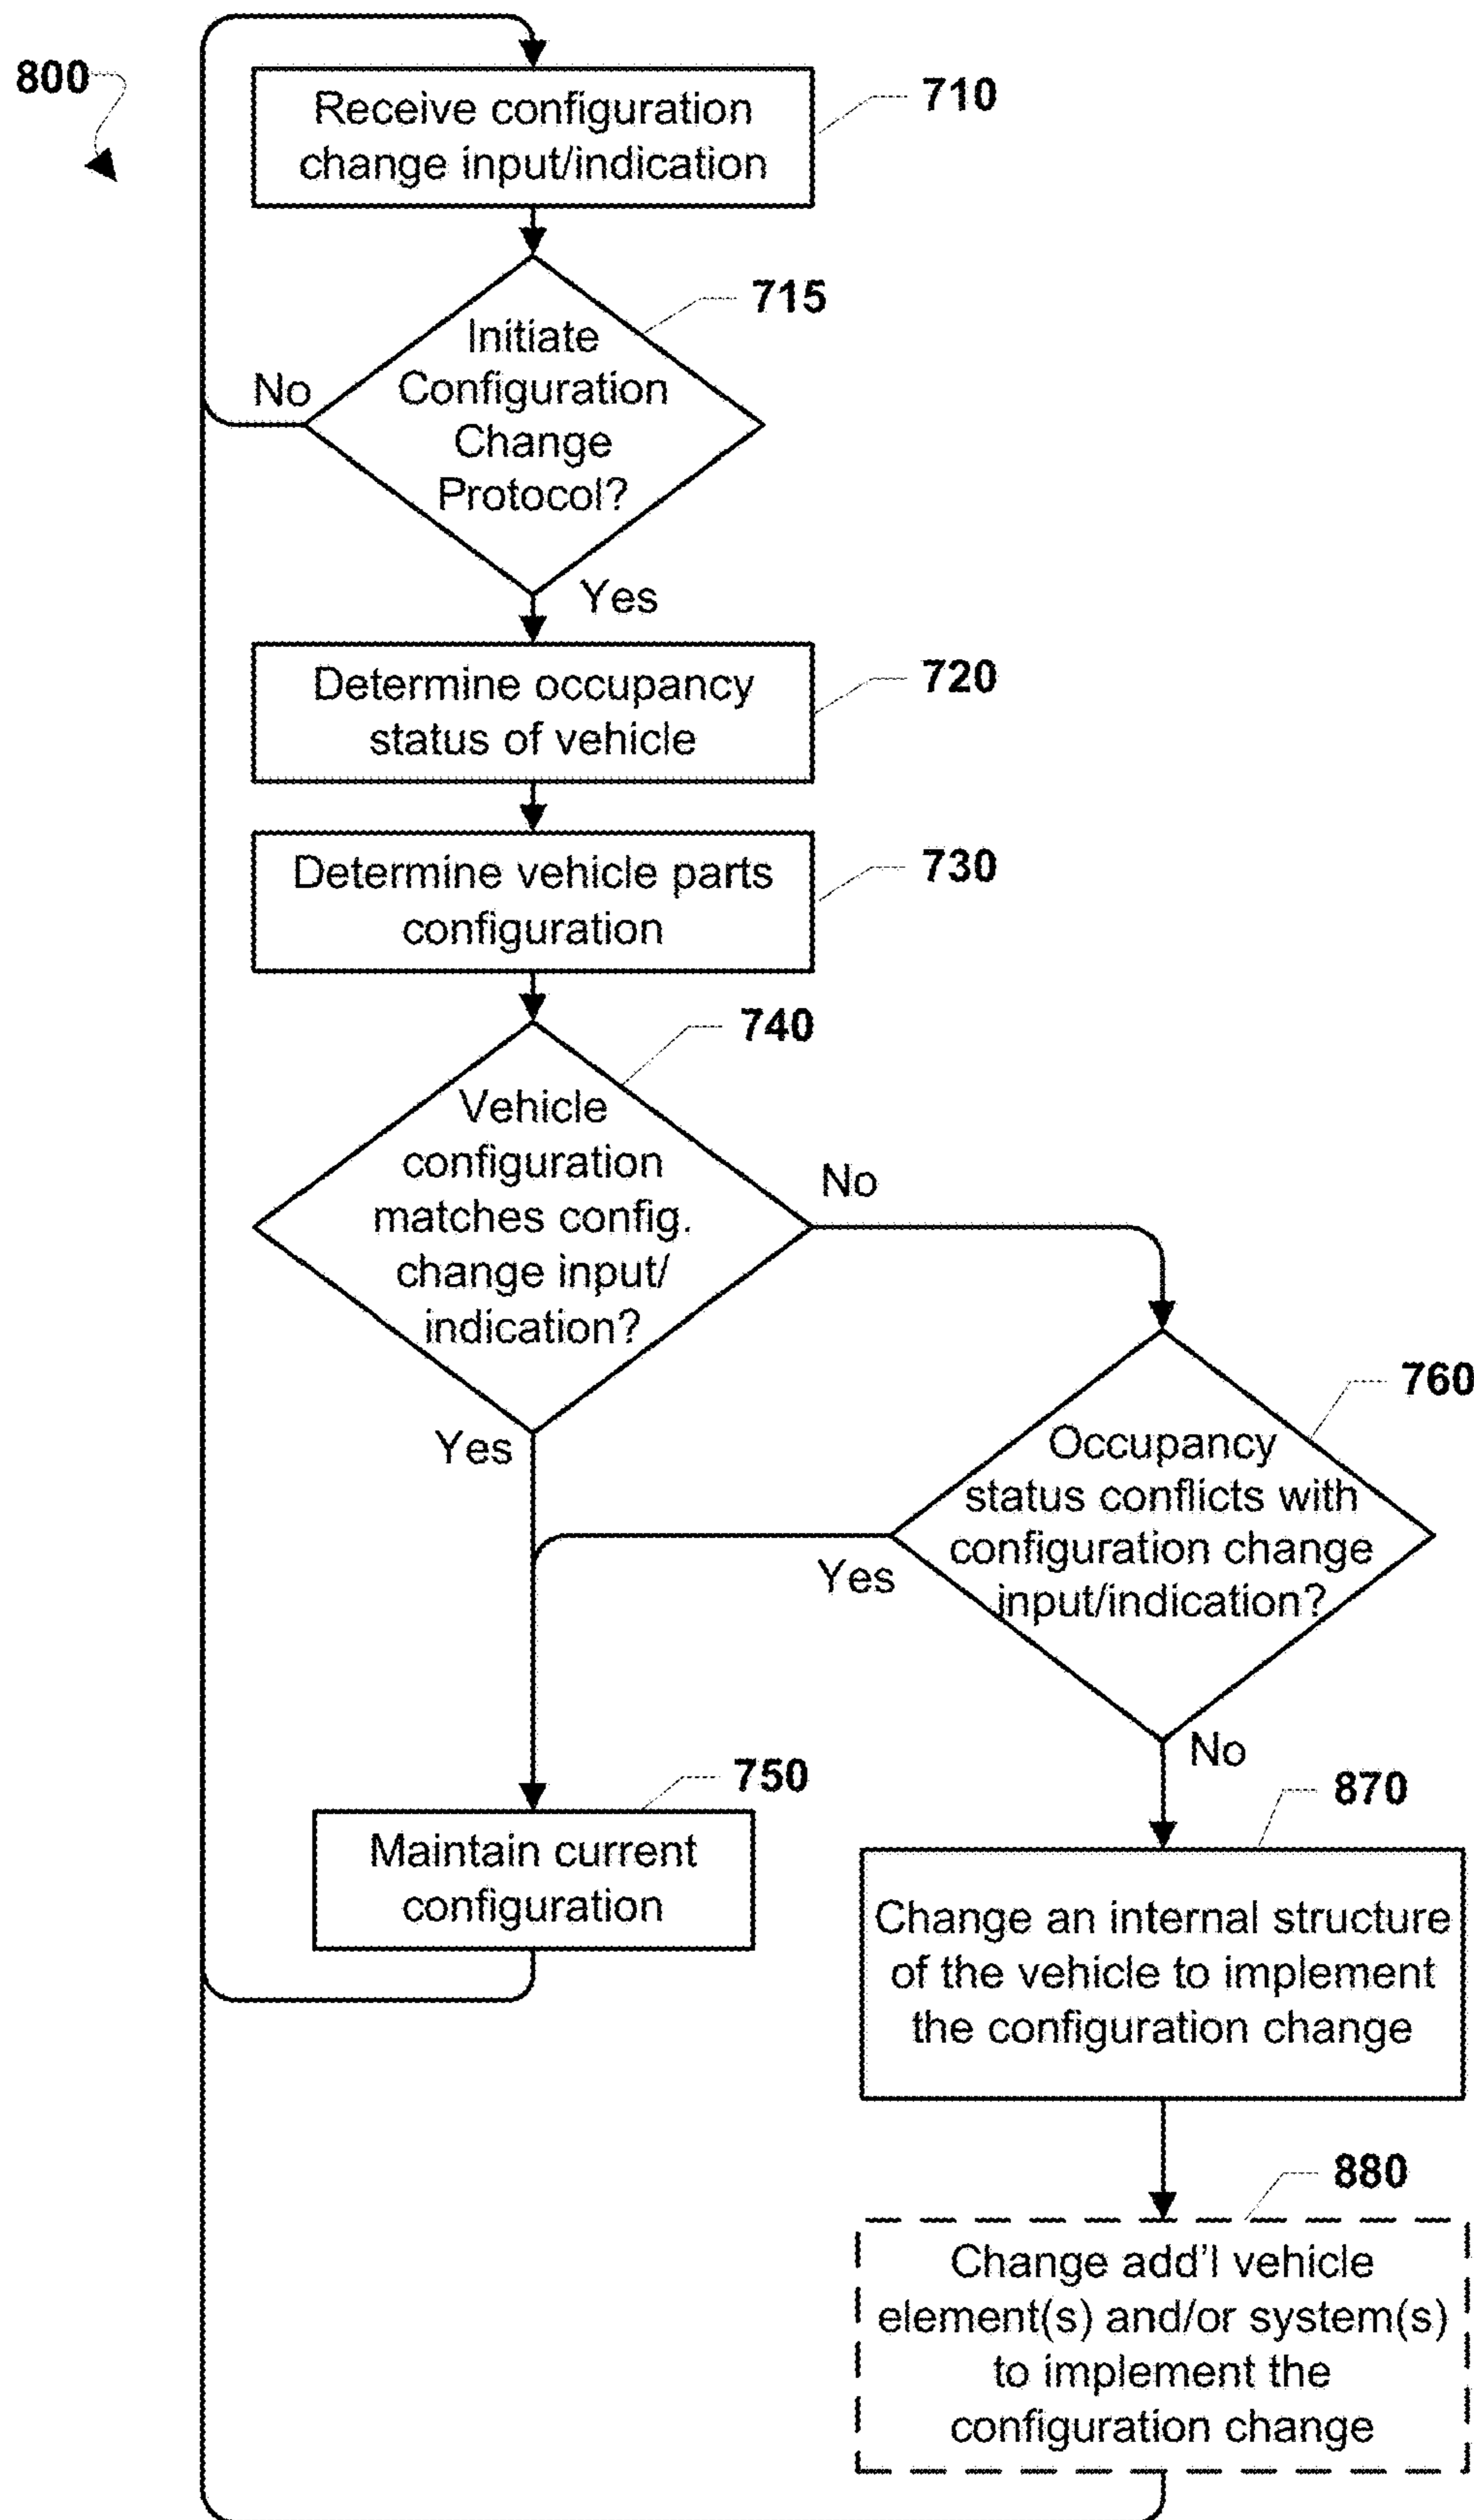 800
Receive configuration
change input/indication
710
715
Initiate
Configuration
Change
Protocol?
No
Yes
Determine occupancy
status of vehicle
720
Determine vehicle parts
configuration
730
740
Vehicle
configuration
matches config.
change input/
indication?
No
Yes
760
Occupancy
status conflicts with
configuration change
input/indication?
Yes
No
750
Maintain current
configuration
870
Change an internal structure
of the vehicle to implement
the configuration change
880
Change add'l vehicle
element(s) and/or system(s)
to implement the
configuration change